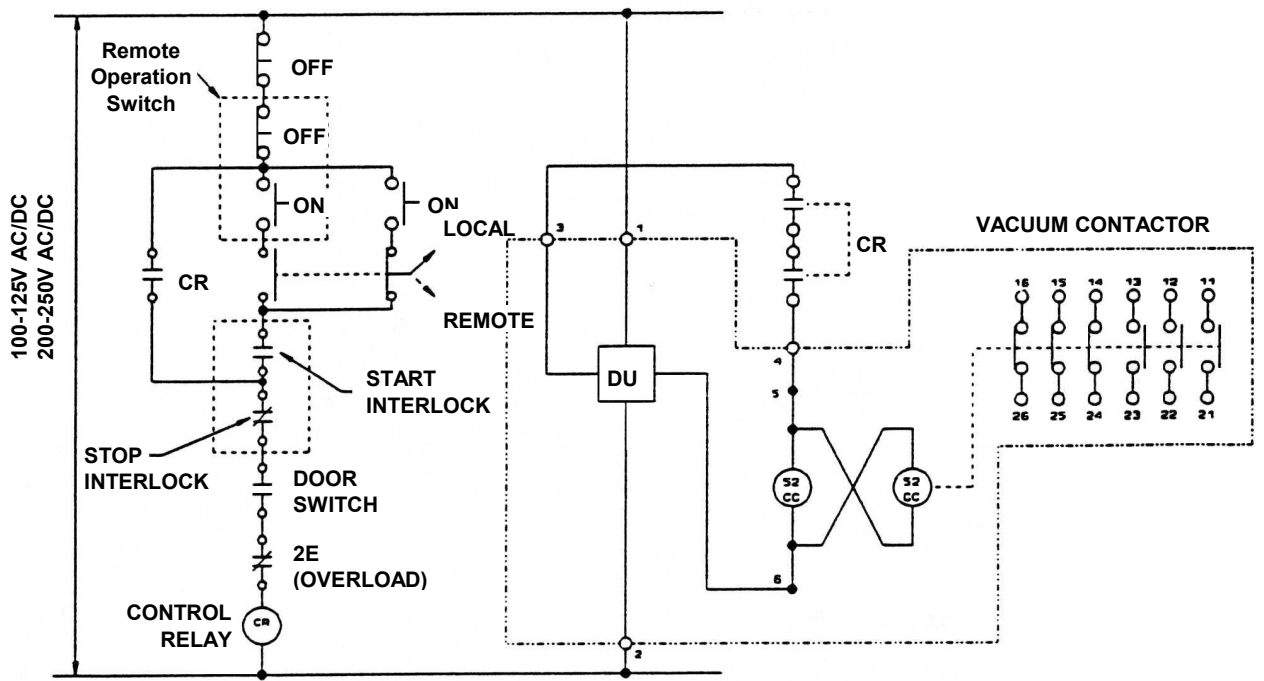 100-125V AC/DC
200-250V AC/DC
Remote
Operation
Switch
OFF
OFF
ON
ON
LOCAL
REMOTE
CR
START
INTERLOCK
STOP
INTERLOCK
DOOR
SWITCH
2E
(OVERLOAD)
CONTROL
RELAY
CR
3
1
CR
4
DU
5
52
CC
52
CC
6
2
VACUUM CONTACTOR
16 15 14 13 12 11
26 25 24 23 22 21